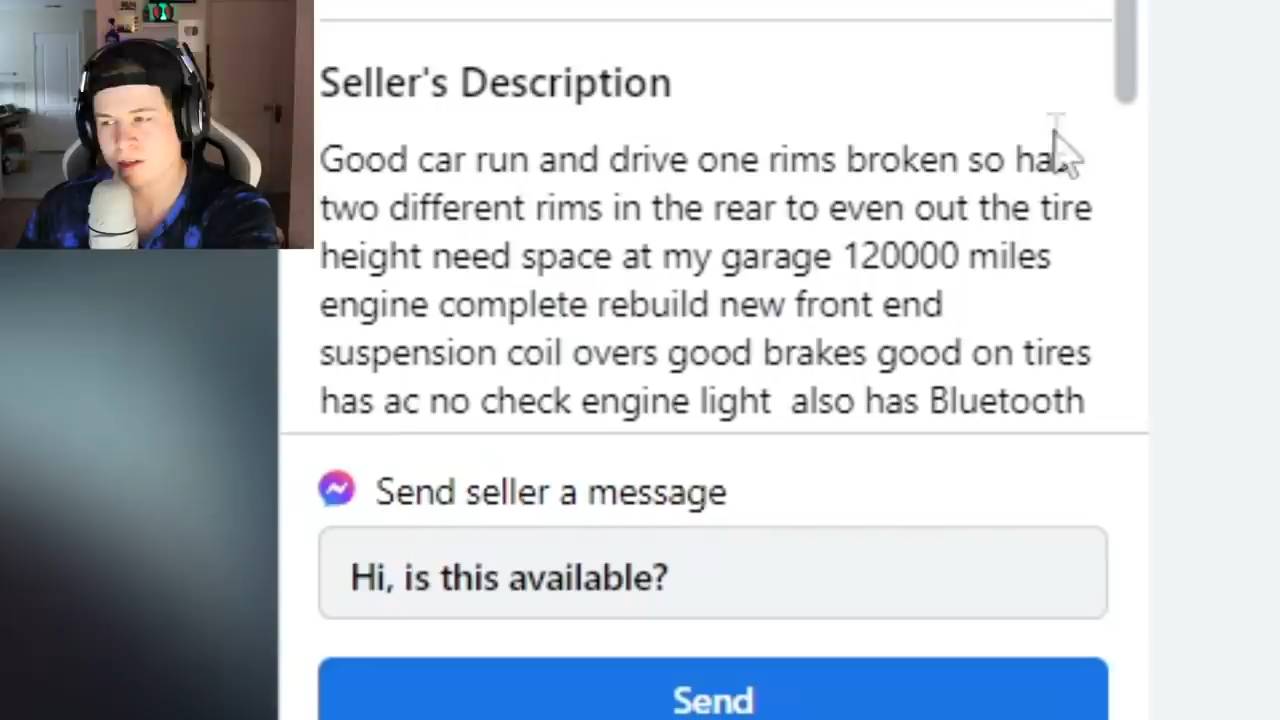 Seller's Description
Good car run and drive one rims broken so has
two different rims in the rear to even out the tire
height need space at my garage 120000 miles
engine complete rebuild new front end
suspension coil overs good brakes good on tires
has ac no check engine light also has Bluetooth
Send seller a message
Hi, is this available?
Send